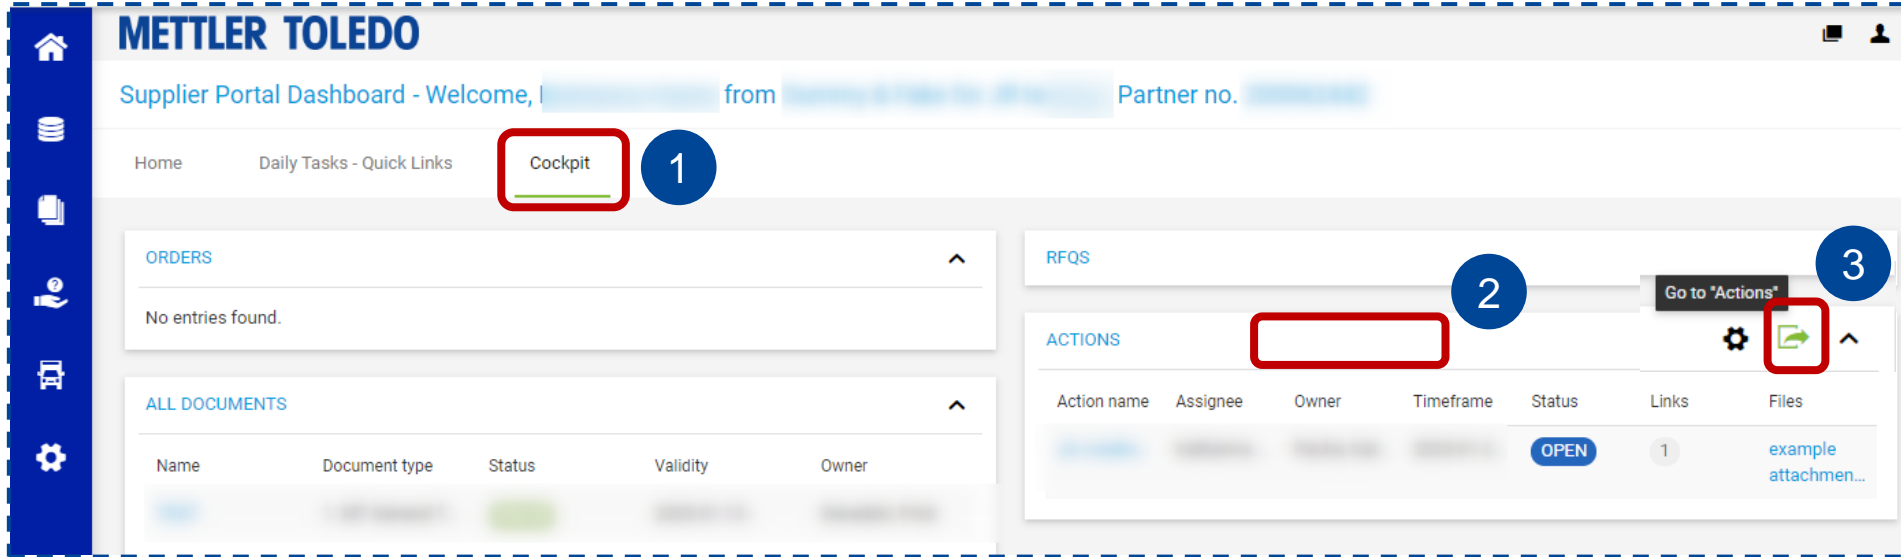 METTLER TOLEDO
Supplier Portal Dashboard - Welcome, from Partner no.
Home Daily Tasks - Quick Links Cockpit 1
ORDERS
No entries found.
ALL DOCUMENTS
Name Document type Status Validity Owner
RFQS
2
3
Go to "Actions"
ACTIONS
Action name Assignee Owner Timeframe Status Links Files
OPEN 1 example
attachmen...